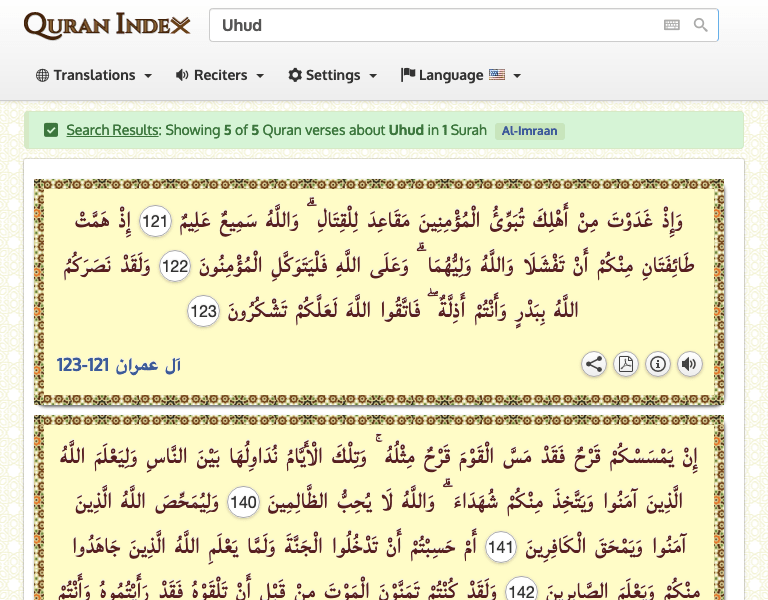 QURAN INDEX
Uhud
Translations Reciters Settings Language
Search Results: Showing 5 of 5 Quran verses about Uhud in 1 Surah Al-Imraan
وَإِذْ غَدَوْتَ مِنْ أَهْلِكَ تُبَوِّئُ الْمُؤْمِنِينَ مَقَاعِدَ لِلْقِتَالِ ۗ وَاللَّهُ سَمِيعٌ عَلِيمٌ 121 إِذْ هَمَّتْ
طَائِفَتَانِ مِنْكُمْ أَنْ تَفْشَلَا وَاللَّهُ وَلِيُّهُمَا ۗ وَعَلَى اللَّهِ فَلْيَتَوَكَّلِ الْمُؤْمِنُونَ 122 وَلَقَدْ نَصَرَكُمُ
اللَّهُ بِبَدْرٍ وَأَنْتُمْ أَذِلَّةٌ ۖ فَاتَّقُوا اللَّهَ لَعَلَّكُمْ تَشْكُرُونَ 123
آل عمران 121-123
إِنْ يَمْسَسْكُمْ قَرْحٌ فَقَدْ مَسَّ الْقَوْمَ قَرْحٌ مِثْلُهُ ۚ وَتِلْكَ الْأَيَّامُ نُدَاوِلُهَا بَيْنَ النَّاسِ وَلِيَعْلَمَ اللَّهُ
الَّذِينَ آمَنُوا وَيَتَّخِذَ مِنْكُمْ شُهَدَاءَ ۗ وَاللَّهُ لَا يُحِبُّ الظَّالِمِينَ 140 وَلِيُمَحِّصَ اللَّهُ الَّذِينَ
آمَنُوا وَيَمْحَقَ الْكَافِرِينَ 141 أَمْ حَسِبْتُمْ أَنْ تَدْخُلُوا الْجَنَّةَ وَلَمَّا يَعْلَمِ اللَّهُ الَّذِينَ جَاهَدُوا
مِنْكُمْ وَيَعْلَمَ الصَّابِرِينَ 142 وَلَقَدْ كُنْتُمْ تَمَنَّوْنَ الْمَوْتَ مِنْ قَبْلِ أَنْ تَلْقَوْهُ فَقَدْ رَأَيْتُمُوهُ وَأَنْتُمْ